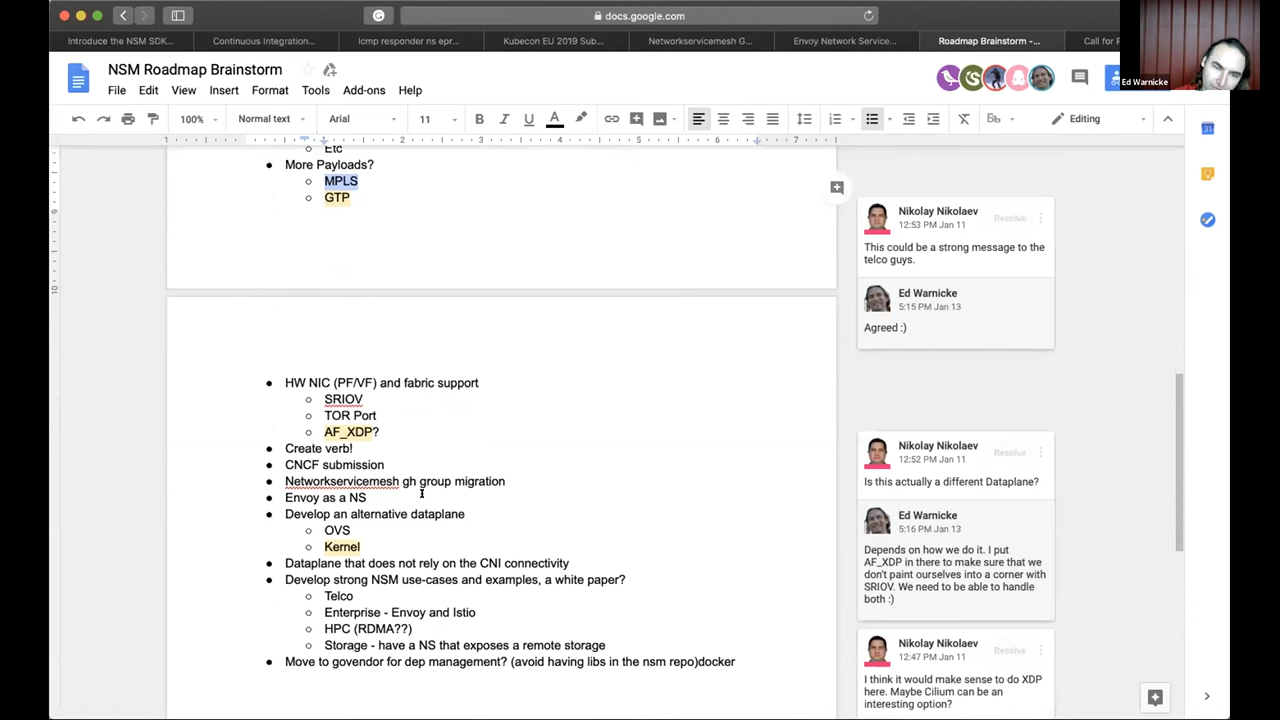 docs.google.com
Introduce the NSM SDK...
Continuous Integration...
Icmp responder ns epr...
Kubecon EU 2019 Sub...
Networkservicemesh G...
Envoy Network Service...
Roadmap Brainstorm -...
Call for P
Ed Warnicke
NSM Roadmap Brainstorm
File Edit View Insert Format Tools Add-ons Help
100% Normal text Arial 11 B I U A Editing
1 1 2 3 4 5 6 7
9
10
Etc
More Payloads?
MPLS
GTP
HW NIC (PF/VF) and fabric support
SRIOV
TOR Port
AF_XDP?
Create verb!
CNCF submission
Networkservicemesh gh group migration
Envoy as a NS
Develop an alternative dataplane
OVS
Kernel
Dataplane that does not rely on the CNI connectivity
Develop strong NSM use-cases and examples, a white paper?
Telco
Enterprise - Envoy and Istio
HPC (RDMA??)
Storage - have a NS that exposes a remote storage
Move to govendor for dep management? (avoid having libs in the nsm repo)docker
Nikolay Nikolaev
Resolve
12:53 PM Jan 11
This could be a strong message to the
telco guys.
Ed Warnicke
5:15 PM Jan 13
Agreed :)
Nikolay Nikolaev
Resolve
12:52 PM Jan 11
Is this actually a different Dataplane?
Ed Warnicke
5:16 PM Jan 13
Depends on how we do it. I put
AF_XDP in there to make sure that we
don't paint ourselves into a corner with
SRIOV. We need to be able to handle
both :)
Nikolay Nikolaev
Resolve
12:47 PM Jan 11
I think it would make sense to do XDP
here. Maybe Cilium can be an
interesting option?